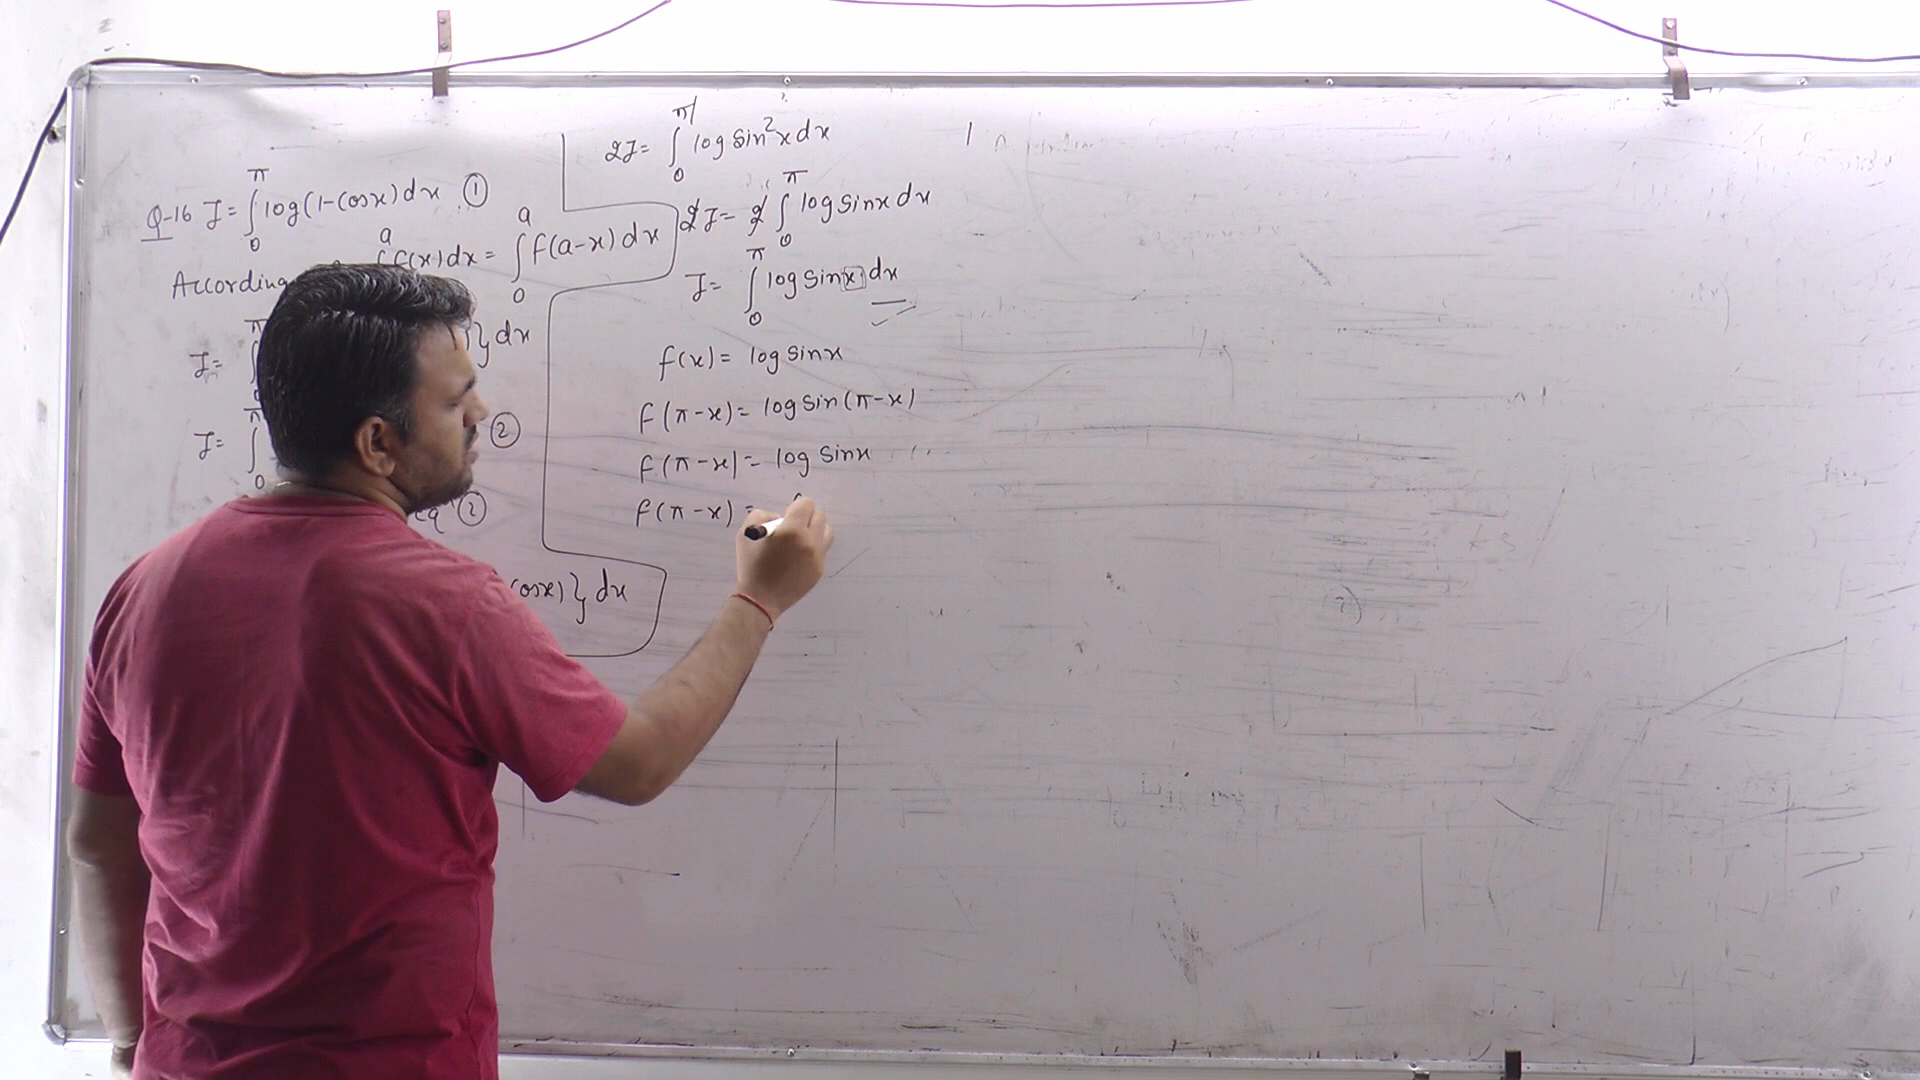 Q-16 I = ∫₀^π log(1-cosx) dx ①
According ∫₀^a f(x)dx = ∫₀^a f(a-x) dx
I = ∫₀^π } dx
I = ∫₀^π ②
eqⁿ ②
cosx) } dx
2I = ∫₀^π log sin²x dx
2I = 2 ∫₀^π log sinx dx
I = ∫₀^π log sinx dx
f(x) = log sinx
f(π-x) = log sin(π-x)
f(π-x) = log sinx
f(π-x) =